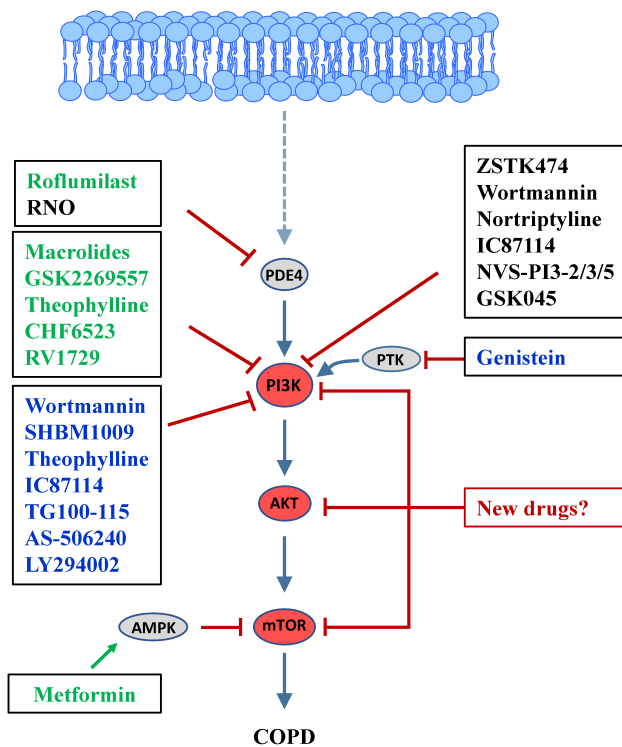 ZSTK474
Wortmannin
Nortriptyline
IC87114
NVS-PI3-2/3/5
GSK045
Roflumilast
RNO
Macrolides
GSK2269557
Theophylline
CHF6523
RV1729
PDE4
PTK
Genistein
PI3K
Wortmannin
SHBM1009
Theophylline
IC87114
TG100-115
AS-506240
LY294002
AKT
New drugs?
AMPK
mTOR
Metformin
COPD